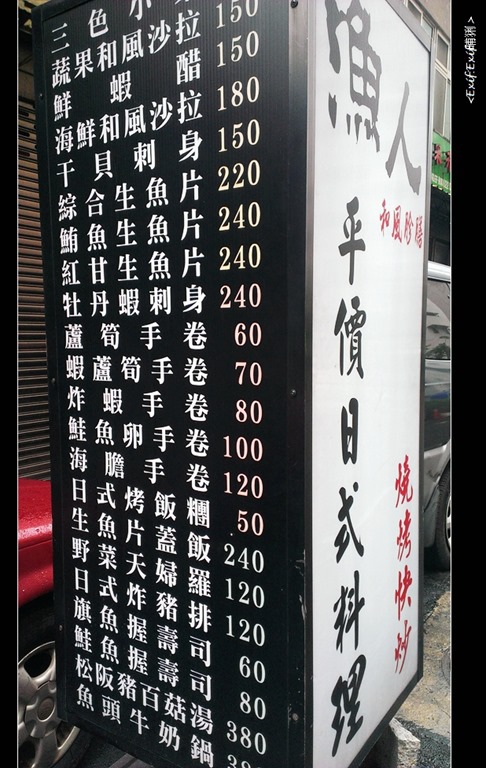 三色小
蔬果和風沙拉 150
鮮蝦醋 150
海鮮和風沙拉 180
干貝刺身 150
綜合生魚片 220
鮪魚生魚片 240
紅甘生魚片 240
牡丹蝦刺身 240
蘆筍手卷 60
蝦蘆筍手卷 70
炸蝦手卷 80
鮭魚卵手卷 100
海膽手卷 120
日式烤飯糰 50
生魚片蓋飯 240
野菜天婦羅 120
日式炸豬排 120
旗魚握壽司 60
鮭魚握壽司 80
松阪豬百菇湯 380
魚頭牛奶鍋
漁人
和風珍膳
平價日式料理
燒烤快炒